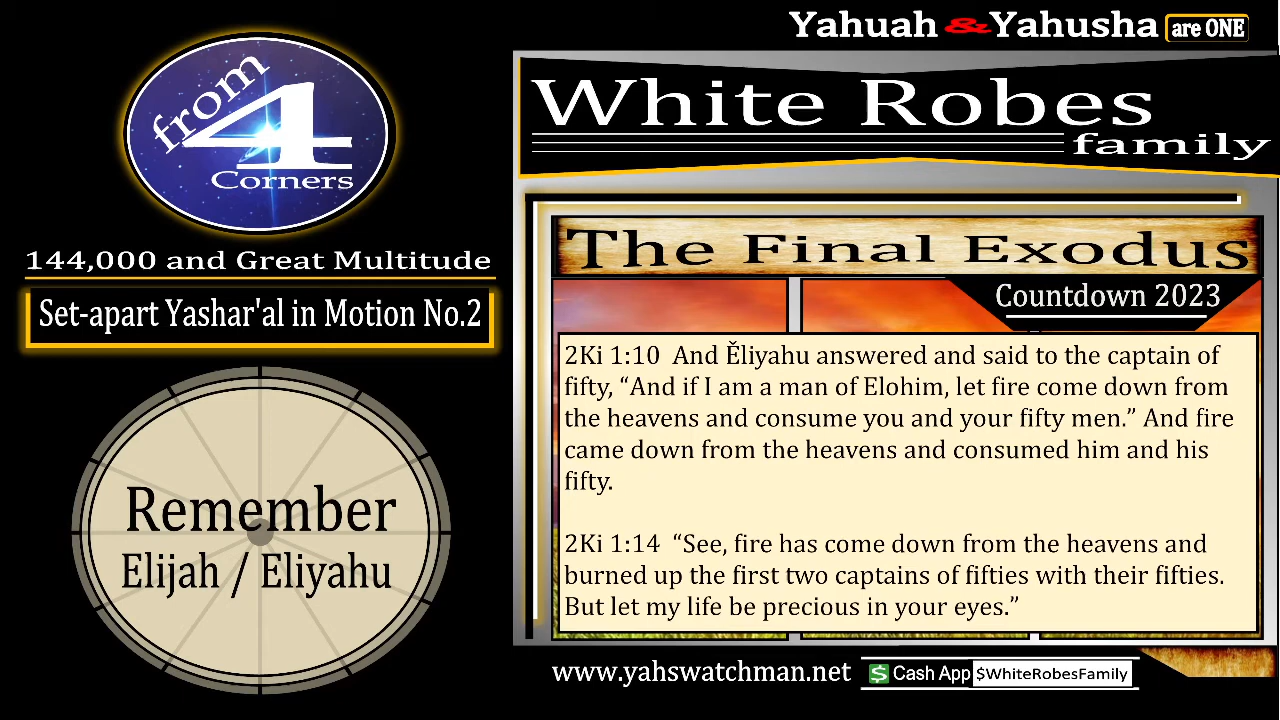 Yahuah & Yahusha are ONE
from
4
Corners
White Robes
family
144,000 and Great Multitude
Set-apart Yashar'al in Motion No.2
The Final Exodus
Countdown 2023
2Ki 1:10  And Ěliyahu answered and said to the captain of
fifty, “And if I am a man of Elohim, let fire come down from
the heavens and consume you and your fifty men.” And fire
came down from the heavens and consumed him and his
fifty.
2Ki 1:14  “See, fire has come down from the heavens and
burned up the first two captains of fifties with their fifties.
But let my life be precious in your eyes.”
Remember
Elijah / Eliyahu
www.yahswatchman.net
$ Cash App $WhiteRobesFamily